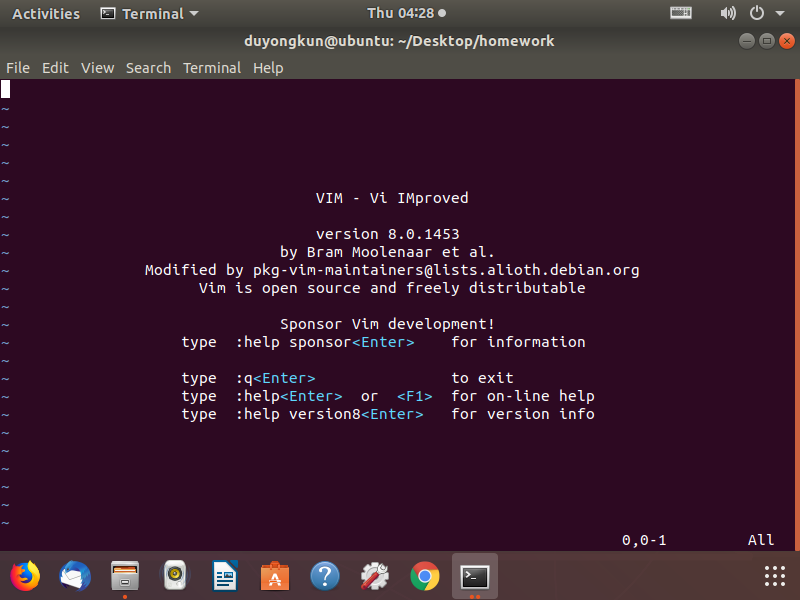 Activities Terminal Thu 04:28
duyongkun@ubuntu: ~/Desktop/homework
File Edit View Search Terminal Help
~
~
~
~
~
~ VIM - Vi IMproved
~
~ version 8.0.1453
~ by Bram Moolenaar et al.
~ Modified by pkg-vim-maintainers@lists.alioth.debian.org
~ Vim is open source and freely distributable
~
~ Sponsor Vim development!
~ type :help sponsor<Enter> for information
~
~ type :q<Enter> to exit
~ type :help<Enter> or <F1> for on-line help
~ type :help version8<Enter> for version info
~
~
~
~
~
~
0,0-1 All